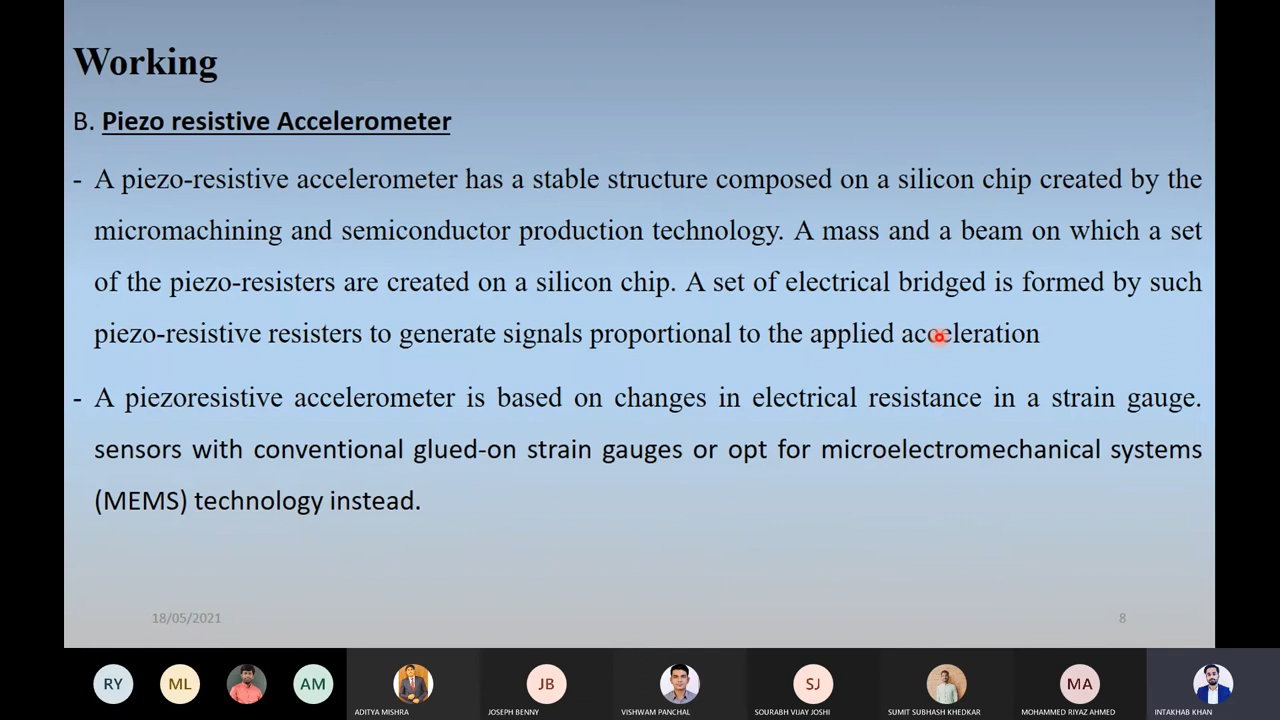 Working
B. Piezo resistive Accelerometer
- A piezo-resistive accelerometer has a stable structure composed on a silicon chip created by the
micromachining and semiconductor production technology. A mass and a beam on which a set
of the piezo-resisters are created on a silicon chip. A set of electrical bridged is formed by such
piezo-resistive resisters to generate signals proportional to the applied acceleration
- A piezoresistive accelerometer is based on changes in electrical resistance in a strain gauge.
sensors with conventional glued-on strain gauges or opt for microelectromechanical systems
(MEMS) technology instead.
18/05/2021
8
RY
ML
AM
JB
SJ
MA
ADITYA MISHRA
JOSEPH BENNY
VISHWAM PANCHAL
SOURABH VIJAY JOSHI
SUMIT SUBHASH KHEDKAR
MOHAMMED RIYAZ AHMED
INTAKHAB KHAN